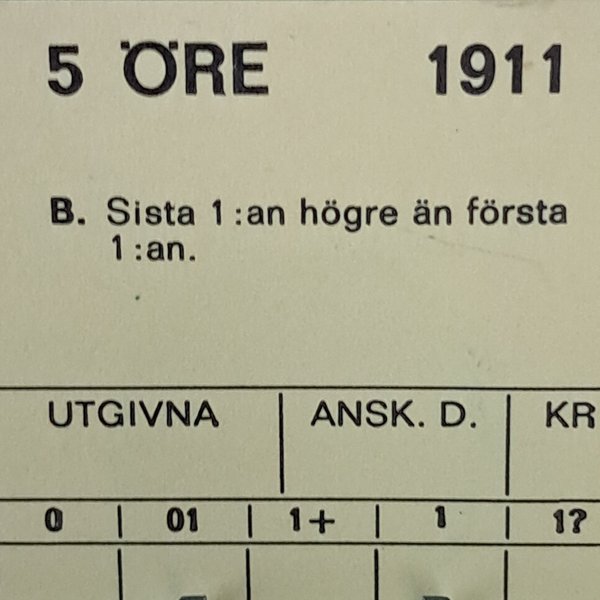 5 ÖRE 1911
B. Sista 1:an högre än första
1:an.
UTGIVNA ANSK. D. KR
0 01 1+ 1 1?